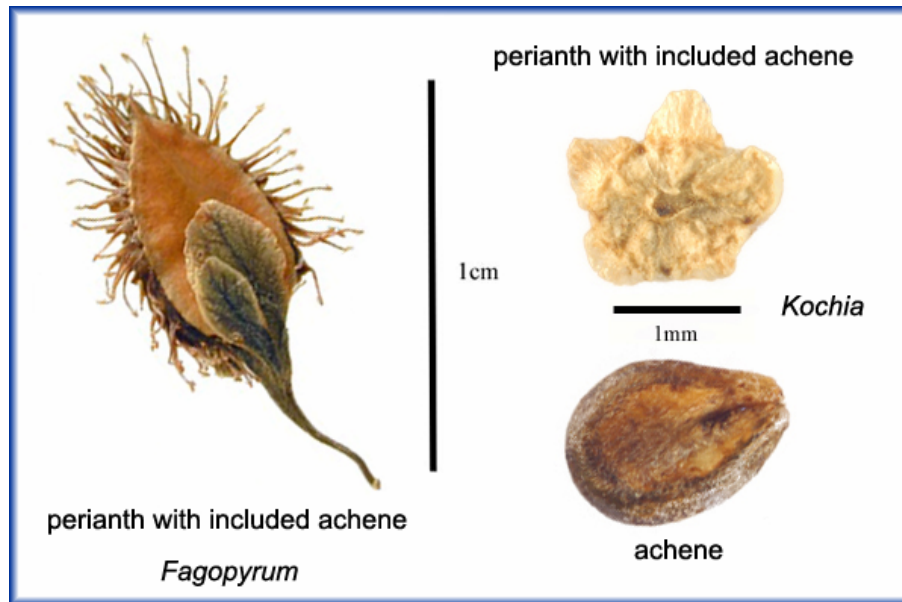 perianth with included achene
1cm
Kochia
1mm
achene
perianth with included achene
Fagopyrum